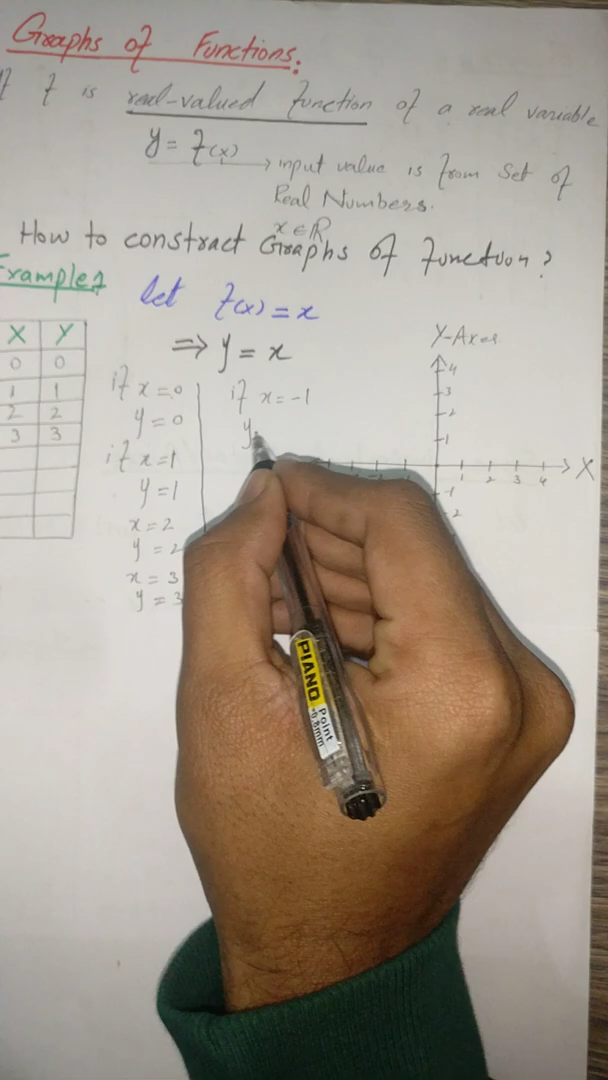 Graphs of Functions:
If f is real-valued function of a real variable
y = f(x) → input value is from set of
Real Numbers.
x ∈ R
How to constract Graphs of function?
Example
let f(x) = x
⇒ y = x
X Y
0 0
1 1
2 2
3 3
if x = 0
y = 0
if x = 1
y = 1
x = 2
y = 2
x = 3
y = 3
if x = -1
y
Y-Axis
4
3
2
1
1 2 3 4 X
-1
-2
PIANO
Point
0.8mm